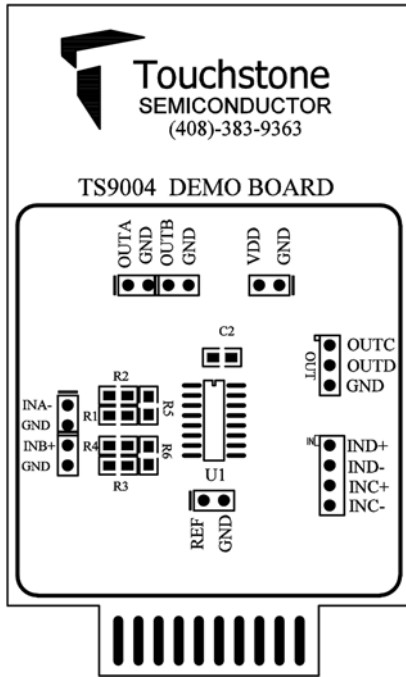 Touchstone
SEMICONDUCTOR
(408)-383-9363
TS9004 DEMO BOARD
OUTA
GND
OUTB
GND
VDD
GND
C2
OUT
OUTC
OUTD
GND
R2
R5
INA-
GND
R1
INB+
GND
R4
R6
R3
U1
IN
IND+
IND-
INC+
INC-
REF
GND